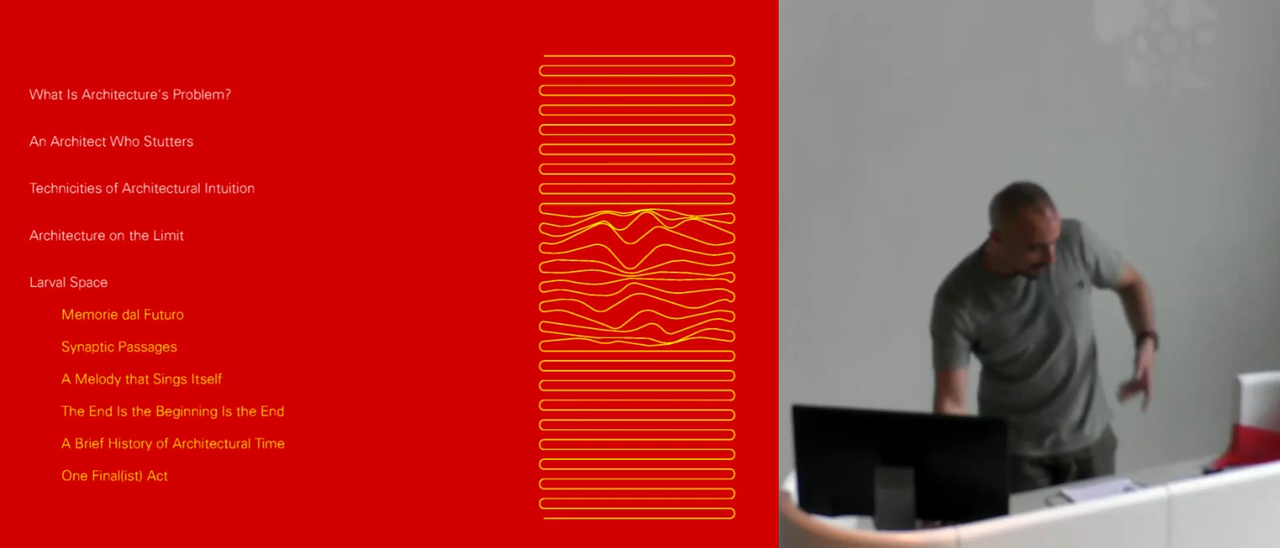 What Is Architecture's Problem?
An Architect Who Stutters
Technicities of Architectural Intuition
Architecture on the Limit
Larval Space
Memorie dal Futuro
Synaptic Passages
A Melody that Sings Itself
The End Is the Beginning Is the End
A Brief History of Architectural Time
One Final(ist) Act